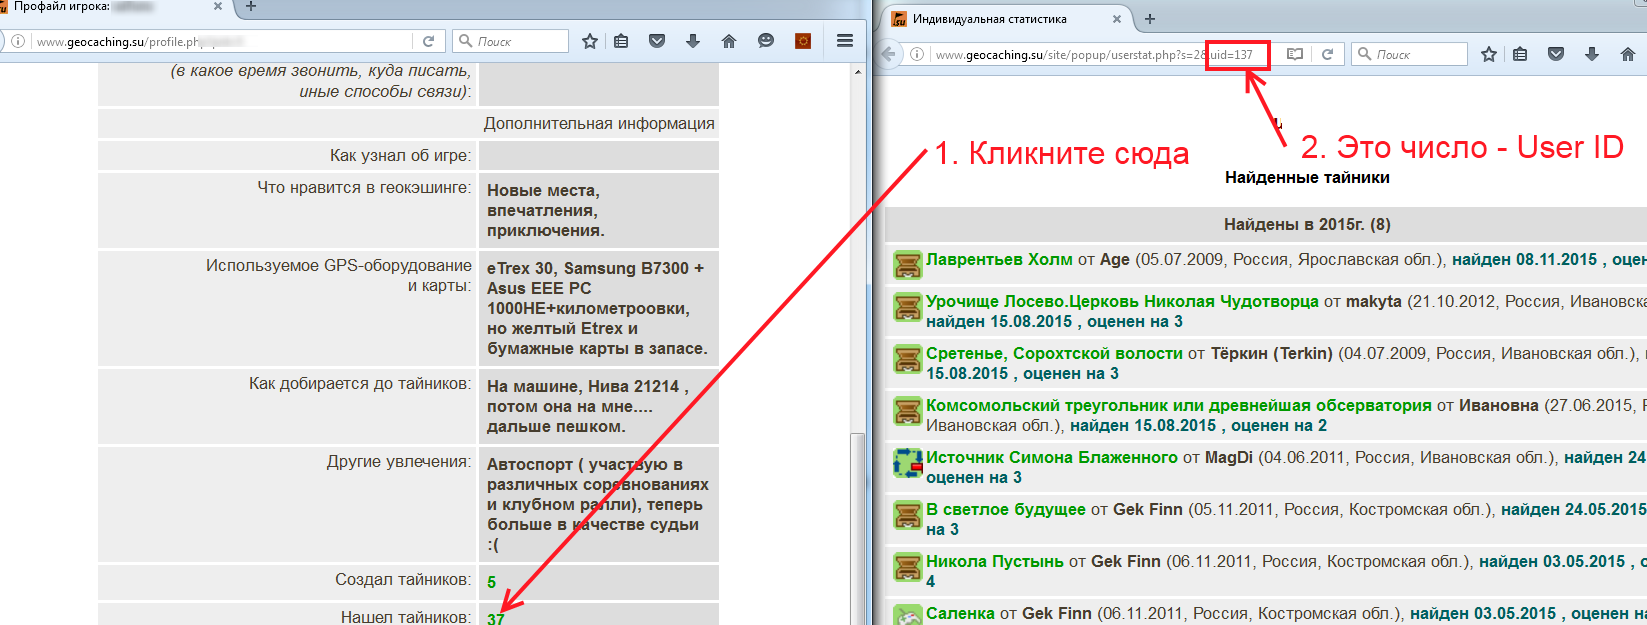 Профайл игрока:
www.geocaching.su/profile.ph
Поиск
(в какое время звонить, куда писать,
иные способы связи):
Дополнительная информация
Как узнал об игре:
Что нравится в геокэшинге:
Новые места,
впечатления,
приключения.
Используемое GPS-оборудование
и карты:
eTrex 30, Samsung B7300 +
Asus EEE PC
1000HE+километроовки,
но желтый Etrex и
бумажные карты в запасе.
Как добирается до тайников:
На машине, Нива 21214 ,
потом она на мне....
дальше пешком.
Другие увлечения:
Автоспорт ( участвую в
различных соревнованиях
и клубном ралли), теперь
больше в качестве судьи
:(
Создал тайников:
5
Нашел тайников:
37
1. Кликните сюда
Индивидуальная статистика
www.geocaching.su/site/popup/userstat.php?s=2&uid=137
Поиск
2. Это число - User ID
Найденные тайники
Найдены в 2015г. (8)
Лаврентьев Холм от Age (05.07.2009, Россия, Ярославская обл.), найден 08.11.2015 , оцен
Урочище Лосево.Церковь Николая Чудотворца от makyta (21.10.2012, Россия, Ивановска
найден 15.08.2015 , оценен на 3
Сретенье, Сорохтской волости от Тёркин (Terkin) (04.07.2009, Россия, Ивановская обл.),
15.08.2015 , оценен на 3
Комсомольский треугольник или древнейшая обсерватория от Ивановна (27.06.2015,
Ивановская обл.), найден 15.08.2015 , оценен на 2
Источник Симона Блаженного от MagDi (04.06.2011, Россия, Ивановская обл.), найден 24
оценен на 3
В светлое будущее от Gek Finn (05.11.2011, Россия, Костромская обл.), найден 24.05.2015
на 3
Никола Пустынь от Gek Finn (06.11.2011, Россия, Костромская обл.), найден 03.05.2015 , о
4
Саленка от Gek Finn (06.11.2011, Россия, Костромская обл.), найден 03.05.2015 , оценен н